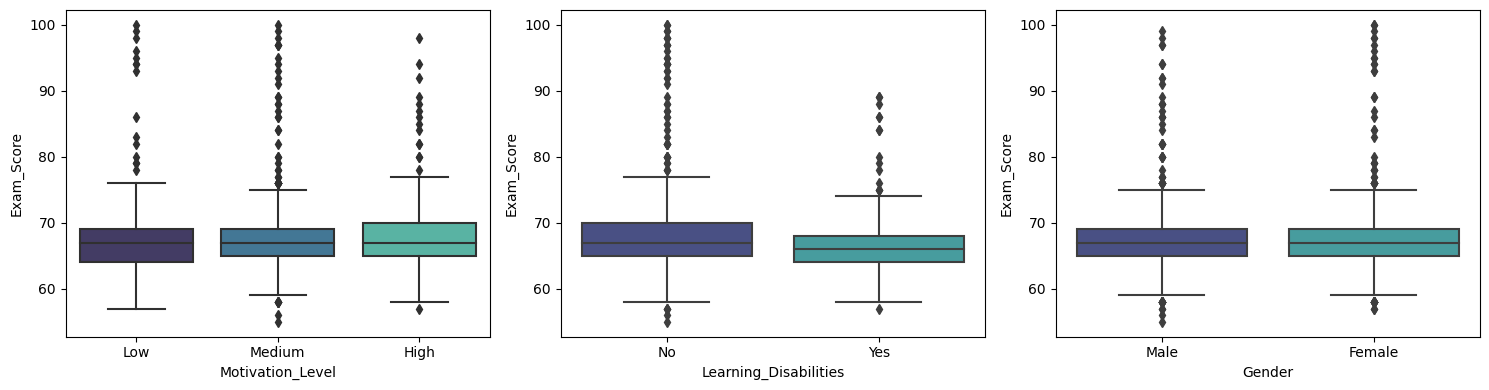 Exam_Score
100
90
80
70
60
Low Medium High
Motivation_Level
Exam_Score
100
90
80
70
60
No Yes
Learning_Disabilities
Exam_Score
100
90
80
70
60
Male Female
Gender